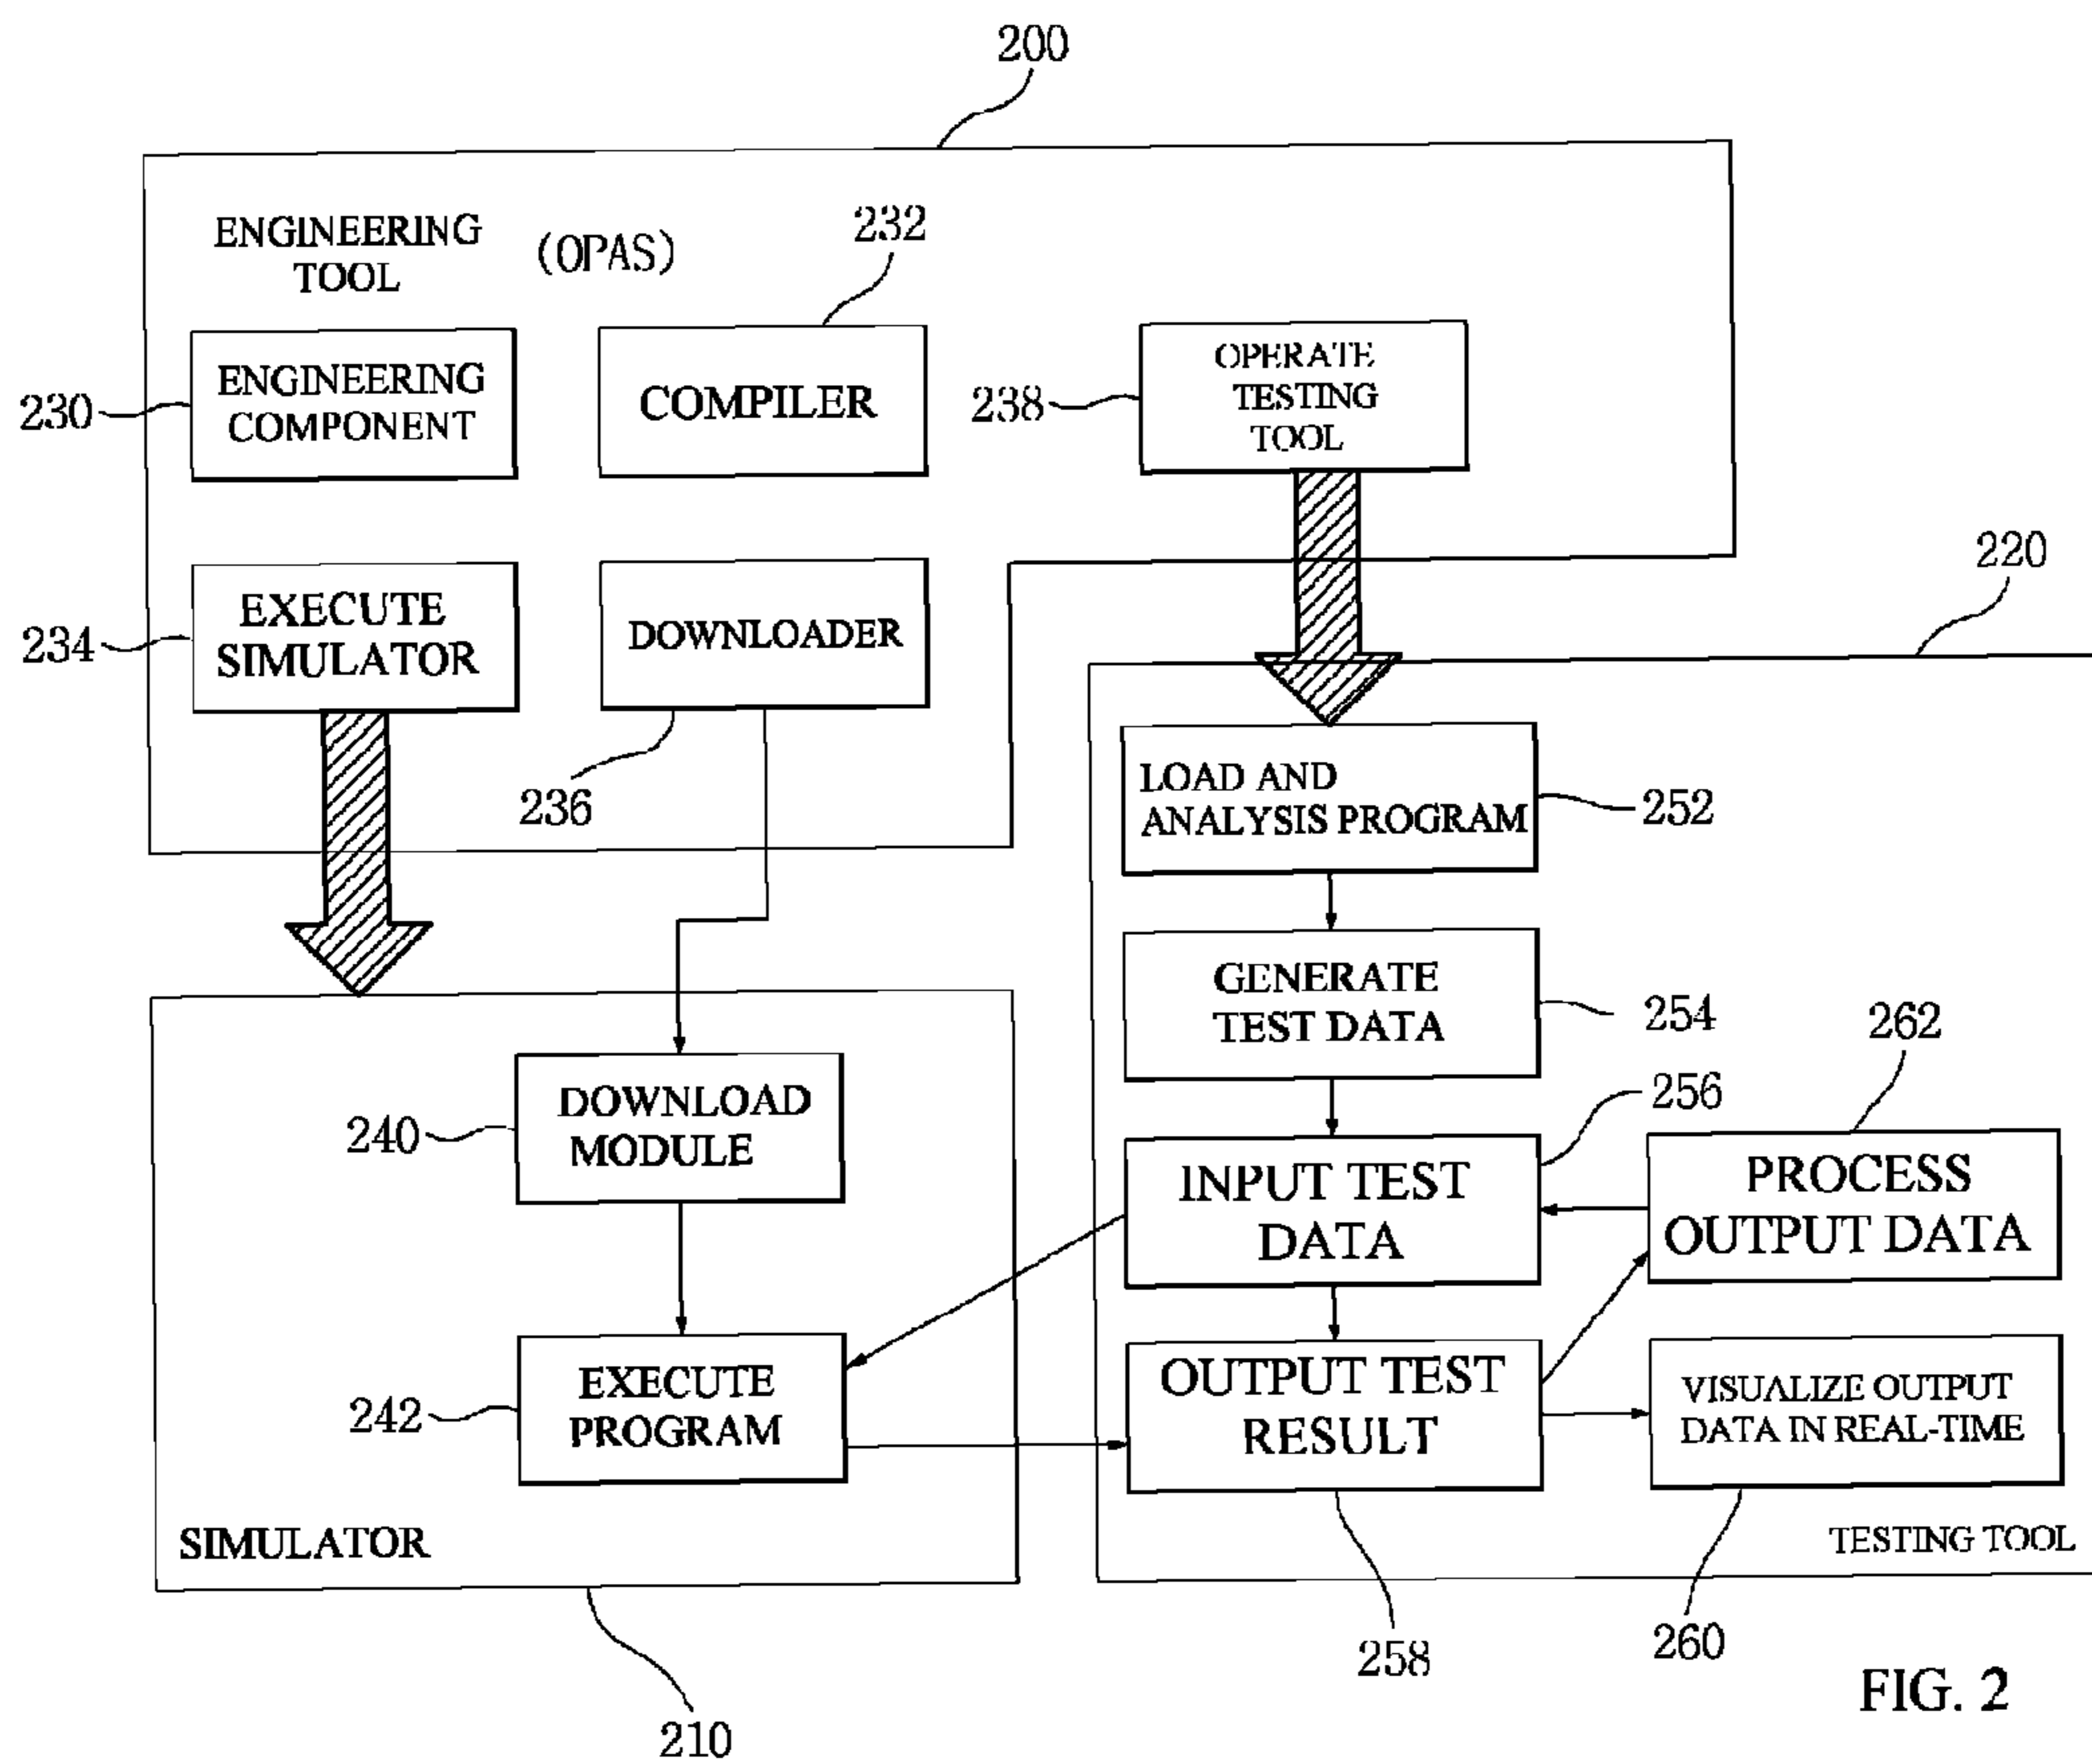 200
ENGINEERING
TOOL
(OPAS)
232
230
ENGINEERING
COMPONENT
COMPILER
238
OPERATE
TESTING
TOOL
220
234
EXECUTE
SIMULATOR
DOWNLOADER
236
LOAD AND
ANALYSIS PROGRAM
252
GENERATE
TEST DATA
254
262
256
240
DOWNLOAD
MODULE
INPUT TEST
DATA
PROCESS
OUTPUT DATA
242
EXECUTE
PROGRAM
OUTPUT TEST
RESULT
VISUALIZE OUTPUT
DATA IN REAL-TIME
SIMULATOR
TESTING TOOL
258
260
210
FIG. 2